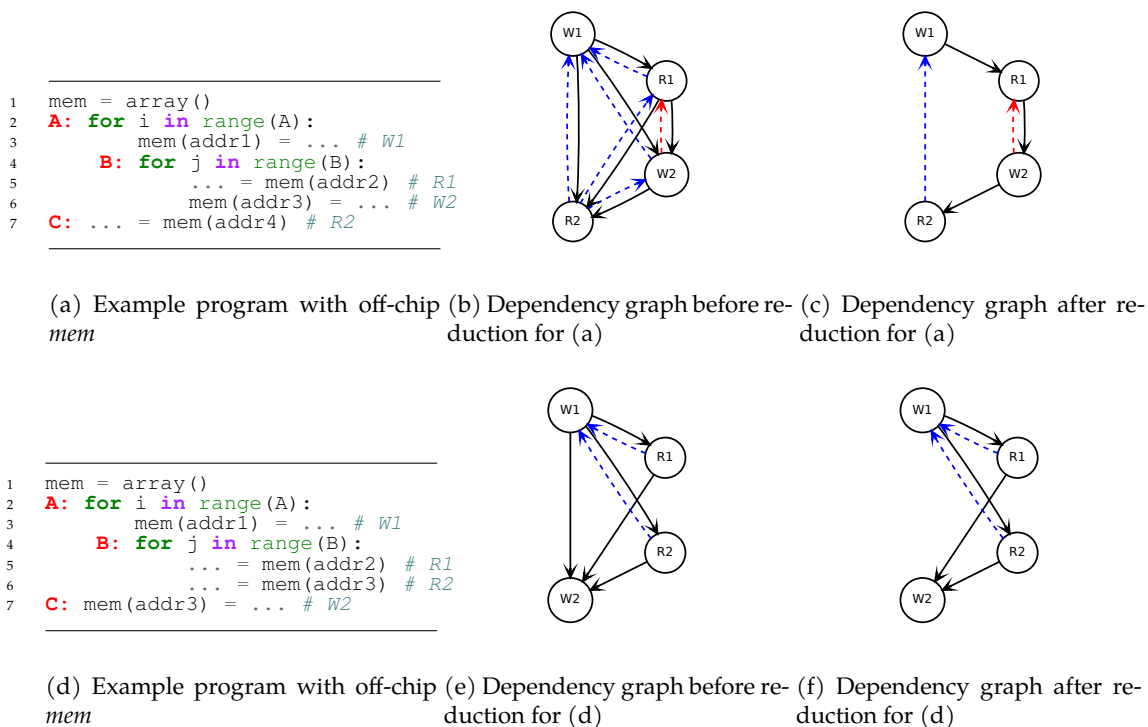 W1
R1
W2
R2
W1
R1
W2
R2
1 mem = array()
2 A: for i in range(A):
3 mem(addr1) = ... # W1
4 B: for j in range(B):
5 ... = mem(addr2) # R1
6 mem(addr3) = ... # W2
7 C: ... = mem(addr4) # R2
(a) Example program with off-chip
mem
(b) Dependency graph before re-
duction for (a)
(c) Dependency graph after re-
duction for (a)
W1
R1
R2
W2
W1
R1
R2
W2
1 mem = array()
2 A: for i in range(A):
3 mem(addr1) = ... # W1
4 B: for j in range(B):
5 ... = mem(addr2) # R1
6 ... = mem(addr3) # R2
7 C: mem(addr3) = ... # W2
(d) Example program with off-chip
mem
(e) Dependency graph before re-
duction for (d)
(f) Dependency graph after re-
duction for (d)